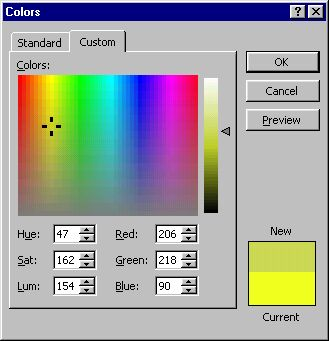 Colors
Standard Custom
Colors:
OK
Cancel
Preview
Hue: 47 Red: 206
Sat: 162 Green: 218
Lum: 154 Blue: 90
New
Current